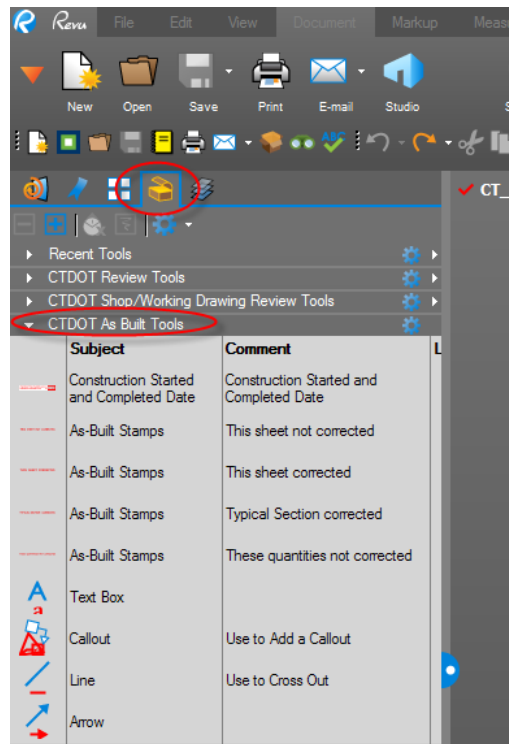 Revu File Edit View Document Markup Meas
New Open Save Print E-mail Studio S
ABC
CT_
Recent Tools
CTDOT Review Tools
CTDOT Shop/Working Drawing Review Tools
CTDOT As Built Tools
Subject Comment L
Construction Started and Completed Date Construction Started and Completed Date
As-Built Stamps This sheet not corrected
As-Built Stamps This sheet corrected
As-Built Stamps Typical Section corrected
As-Built Stamps These quantities not corrected
A a Text Box
Callout Use to Add a Callout
Line Use to Cross Out
Arrow